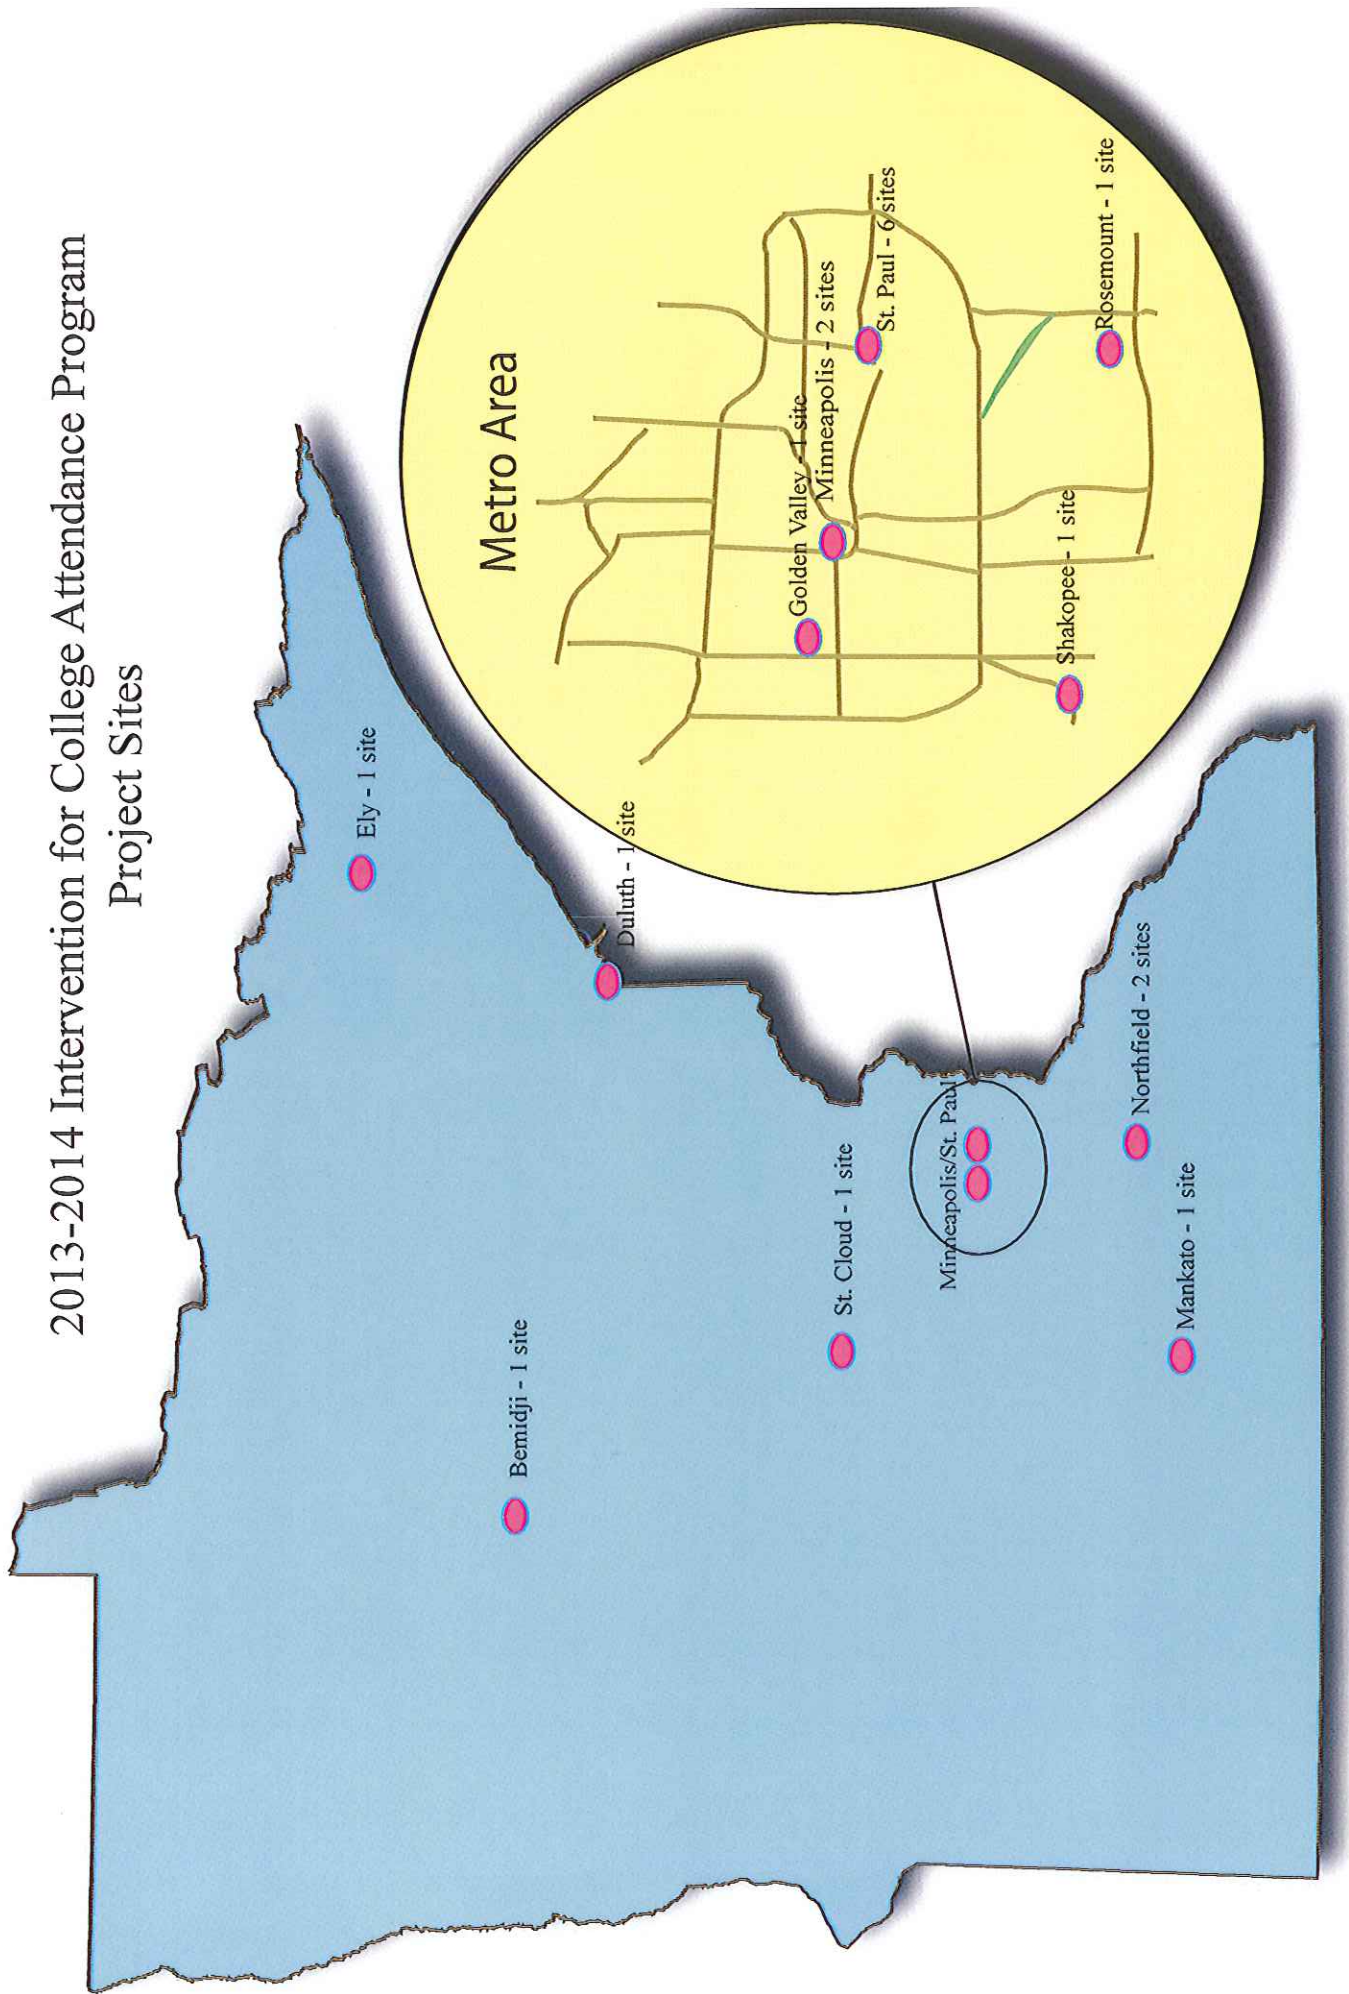 2013-2014 Intervention for College Attendance Program
Project Sites
Ely - 1 site
Bemidji - 1 site
Duluth - 1 site
St. Cloud - 1 site
Minneapolis/St. Paul
Northfield - 2 sites
Mankato - 1 site
Metro Area
Golden Valley - 1 site
Minneapolis - 2 sites
St. Paul - 6 sites
Shakopee - 1 site
Rosemount - 1 site